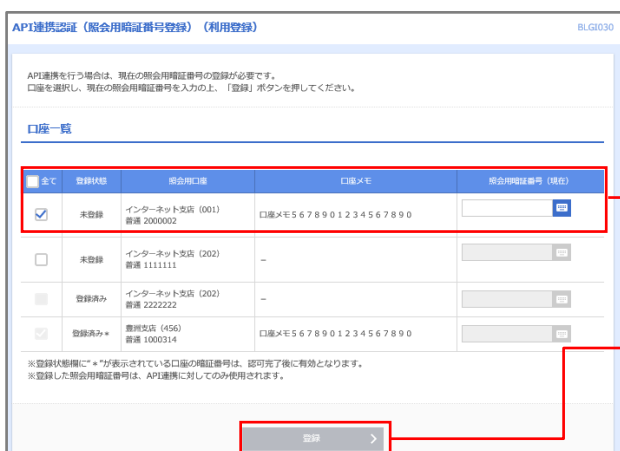 API連携認証（照会用暗証番号登録）（利用登録）
BLGI030
API連携を行う場合は、現在の照会用暗証番号の登録が必要です。
口座を選択し、現在の照会用暗証番号を入力の上、「登録」ボタンを押してください。
口座一覧
全て 登録状態 照会用口座 口座メモ 照会用暗証番号（現在）
未登録 インターネット支店（001） 口座メモ５６７８９０１２３４５６７８９０
普通 2000002
未登録 インターネット支店（202） －
普通 1111111
登録済み インターネット支店（202） －
普通 2222222
登録済み＊ 豊洲支店（456） 口座メモ５６７８９０１２３４５６７８９０
普通 1000314
※登録状態欄に"＊"が表示されている口座の暗証番号は、認可完了後に有効となります。
※登録した照会用暗証番号は、API連携に対してのみ使用されます。
登録